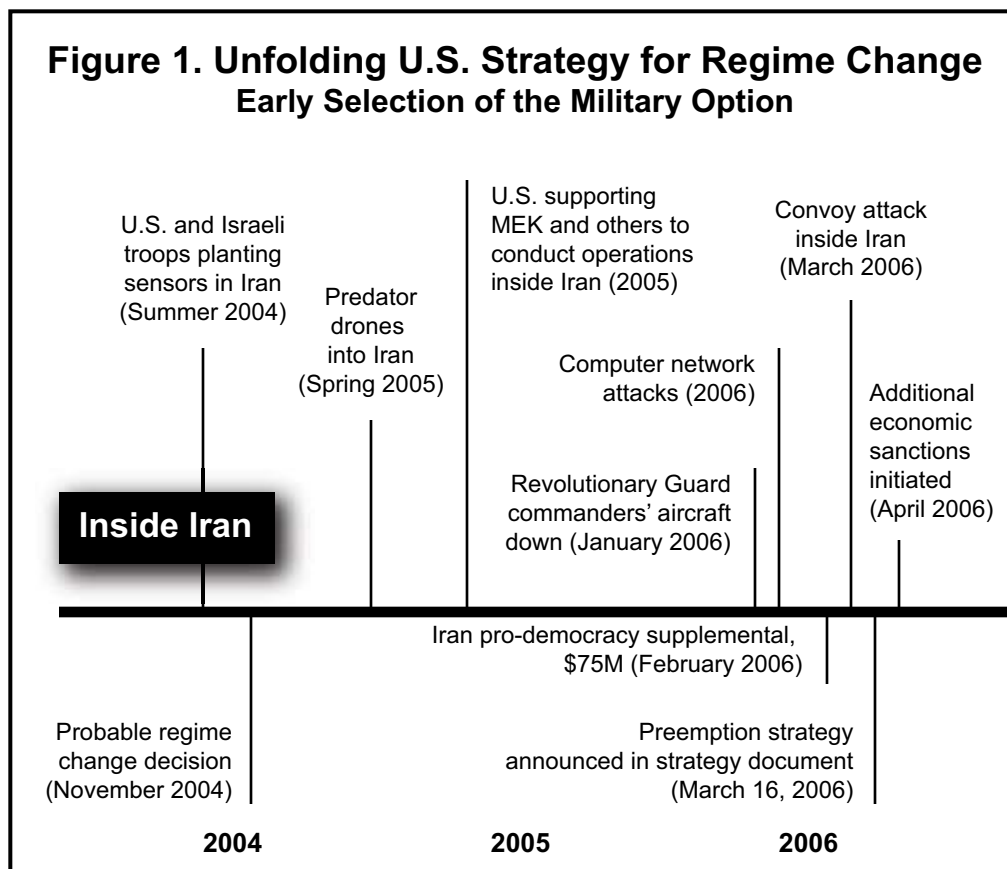 Figure 1. Unfolding U.S. Strategy for Regime Change
Early Selection of the Military Option
U.S. and Israeli
troops planting
sensors in Iran
(Summer 2004)
Predator
drones
into Iran
(Spring 2005)
U.S. supporting
MEK and others to
conduct operations
inside Iran (2005)
Convoy attack
inside Iran
(March 2006)
Computer network
attacks (2006)
Additional
economic
sanctions
initiated
(April 2006)
Revolutionary Guard
commanders’ aircraft
down (January 2006)
Inside Iran
Iran pro-democracy supplemental,
$75M (February 2006)
Probable regime
change decision
(November 2004)
Preemption strategy
announced in strategy document
(March 16, 2006)
2004 2005 2006